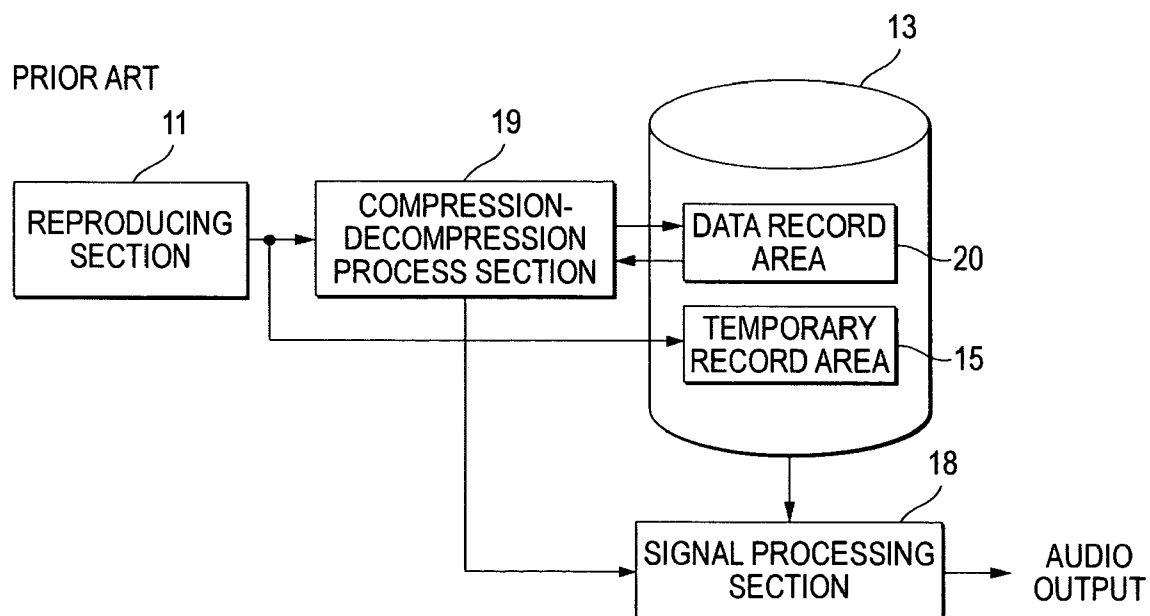 13
PRIOR ART
11
19
REPRODUCING
SECTION
COMPRESSION-
DECOMPRESSION
PROCESS SECTION
DATA RECORD
AREA
20
TEMPORARY
RECORD AREA
15
18
SIGNAL PROCESSING
SECTION
AUDIO
OUTPUT